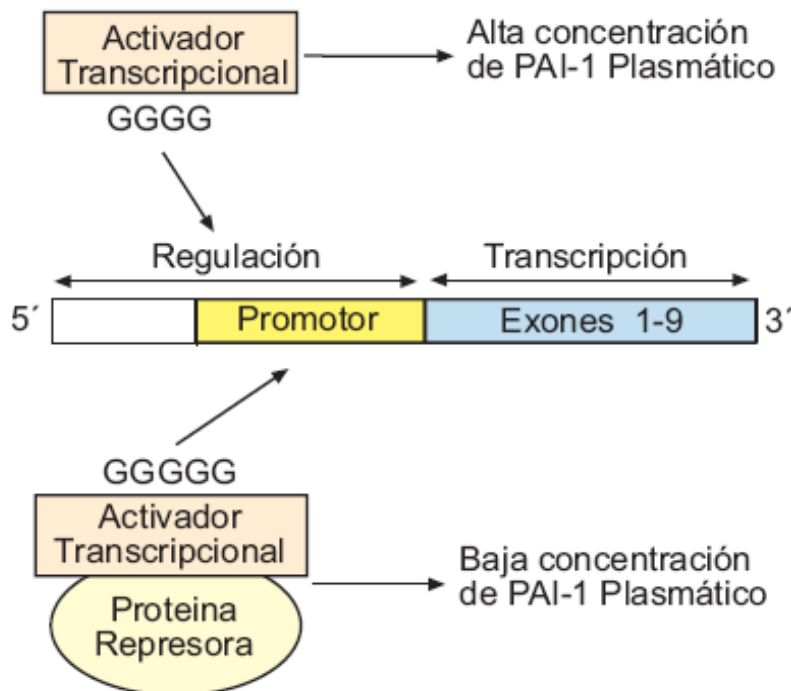 Activador
Transcripcional
Alta concentración
de PAI-1 Plasmático
GGGG
Regulación
Transcripción
5´
Promotor
Exones 1-9
3´
GGGGG
Activador
Transcripcional
Baja concentración
de PAI-1 Plasmático
Proteina
Represora